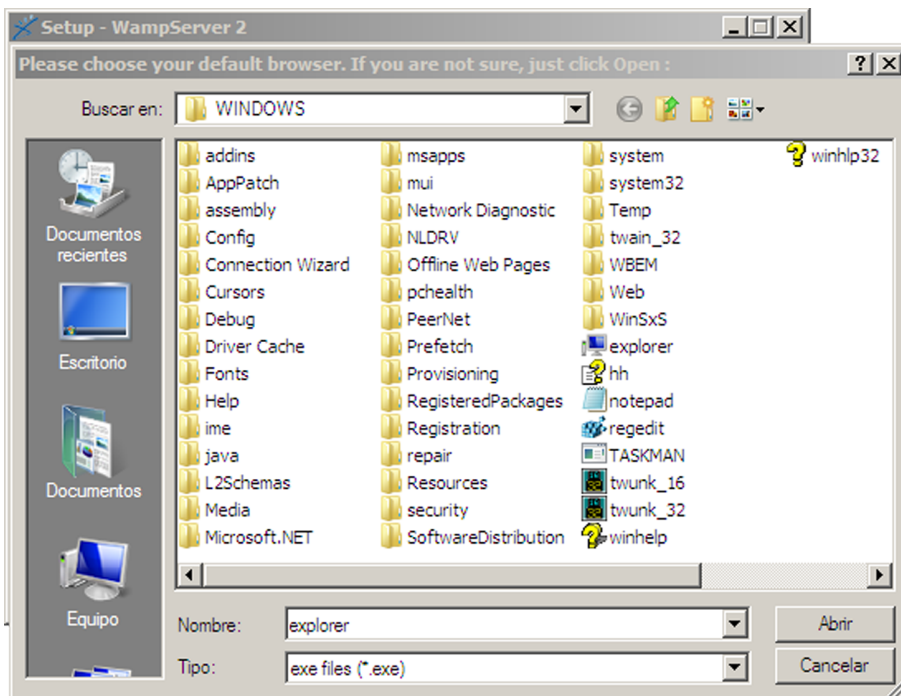 Setup - WampServer 2
Please choose your default browser. If you are not sure, just click Open :
Buscar en: WINDOWS
Documentos recientes
Escritorio
Documentos
Equipo
addins
AppPatch
assembly
Config
Connection Wizard
Cursors
Debug
Driver Cache
Fonts
Help
ime
java
L2Schemas
Media
Microsoft.NET
msapps
mui
Network Diagnostic
NLDRV
Offline Web Pages
pchealth
PeerNet
Prefetch
Provisioning
RegisteredPackages
Registration
repair
Resources
security
SoftwareDistribution
system
system32
Temp
twain_32
WBEM
Web
WinSxS
explorer
hh
notepad
regedit
TASKMAN
twunk_16
twunk_32
winhelp
winhlp32
Nombre: explorer Abrir
Tipo: exe files (*.exe) Cancelar